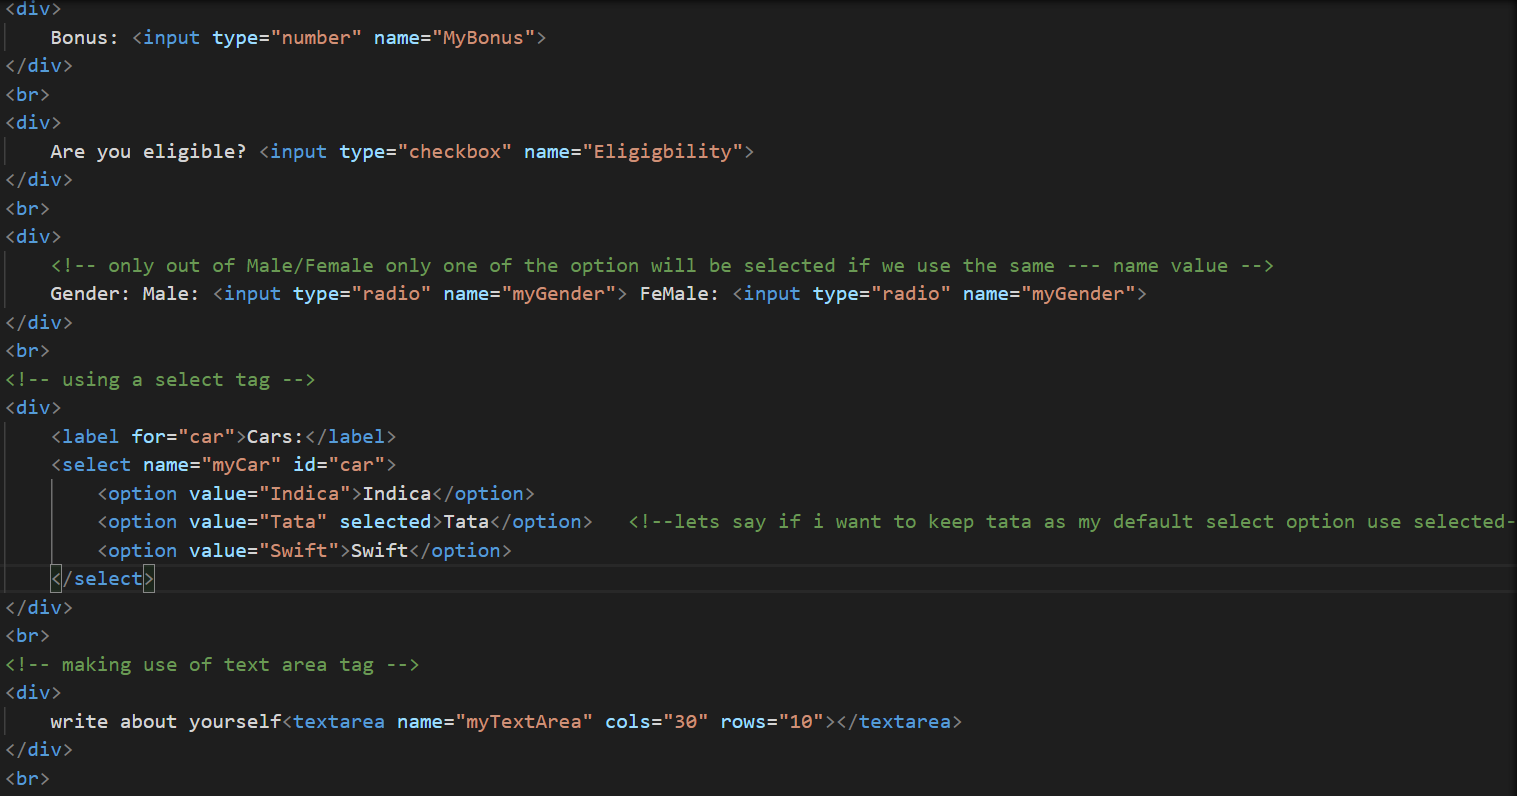 <div>
    Bonus: <input type="number" name="MyBonus">
</div>
<br>
<div>
    Are you eligible? <input type="checkbox" name="Eligigbility">
</div>
<br>
<div>
    <!-- only out of Male/Female only one of the option will be selected if we use the same --- name value -->
    Gender: Male: <input type="radio" name="myGender"> FeMale: <input type="radio" name="myGender">
</div>
<br>
<!-- using a select tag -->
<div>
    <label for="car">Cars:</label>
    <select name="myCar" id="car">
        <option value="Indica">Indica</option>
        <option value="Tata" selected>Tata</option>   <!--lets say if i want to keep tata as my default select option use selected-
        <option value="Swift">Swift</option>
    </select>
</div>
<br>
<!-- making use of text area tag -->
<div>
    write about yourself<textarea name="myTextArea" cols="30" rows="10"></textarea>
</div>
<br>